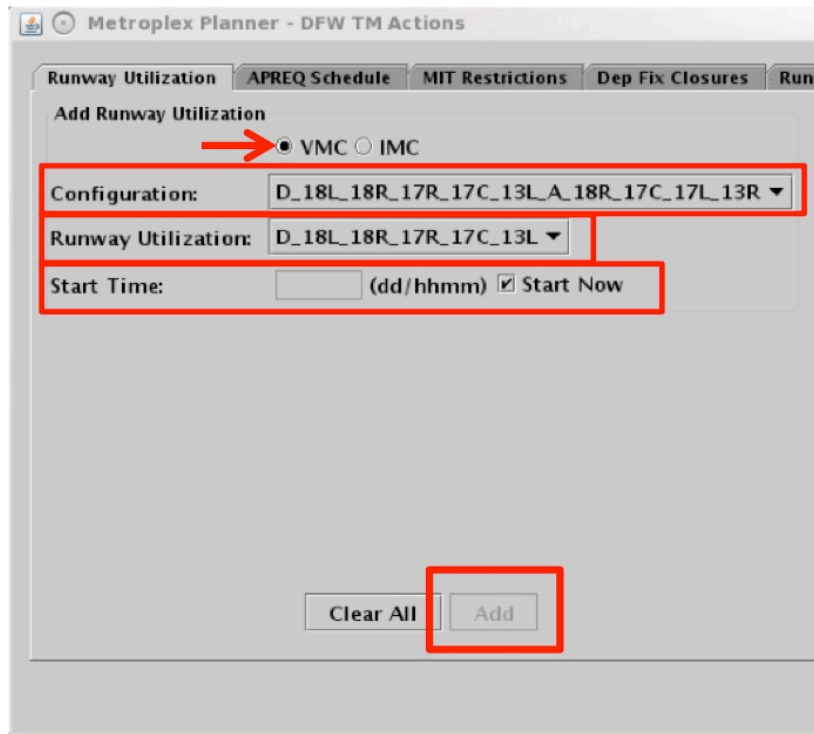 Metroplex Planner - DFW TM Actions
Runway Utilization APREQ Schedule MIT Restrictions Dep Fix Closures Run
Add Runway Utilization
VMC IMC
Configuration: D_18L_18R_17R_17C_13L_A_18R_17C_17L_13R
Runway Utilization: D_18L_18R_17R_17C_13L
Start Time: (dd/hhmm) Start Now
Clear All Add